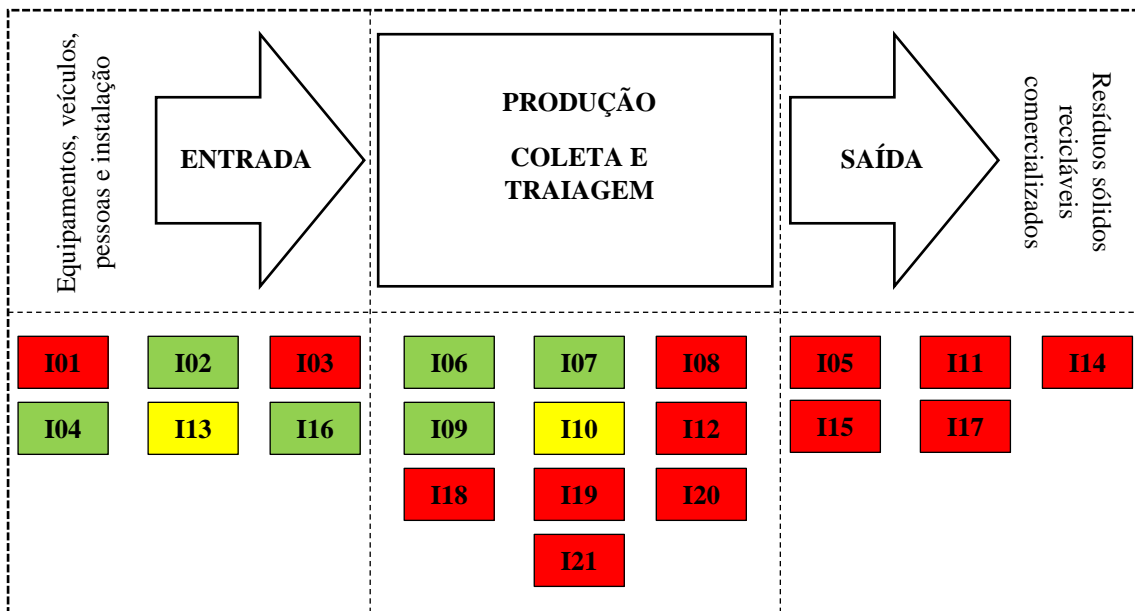 Equipamentos, veículos,
pessoas e instalação
ENTRADA
PRODUÇÃO
COLETA E
TRAIAGEM
SAÍDA
Resíduos sólidos
recicláveis
comercializados
I01 I02 I03
I04 I13 I16
I06 I07 I08
I09 I10 I12
I18 I19 I20
I21
I05 I11 I14
I15 I17